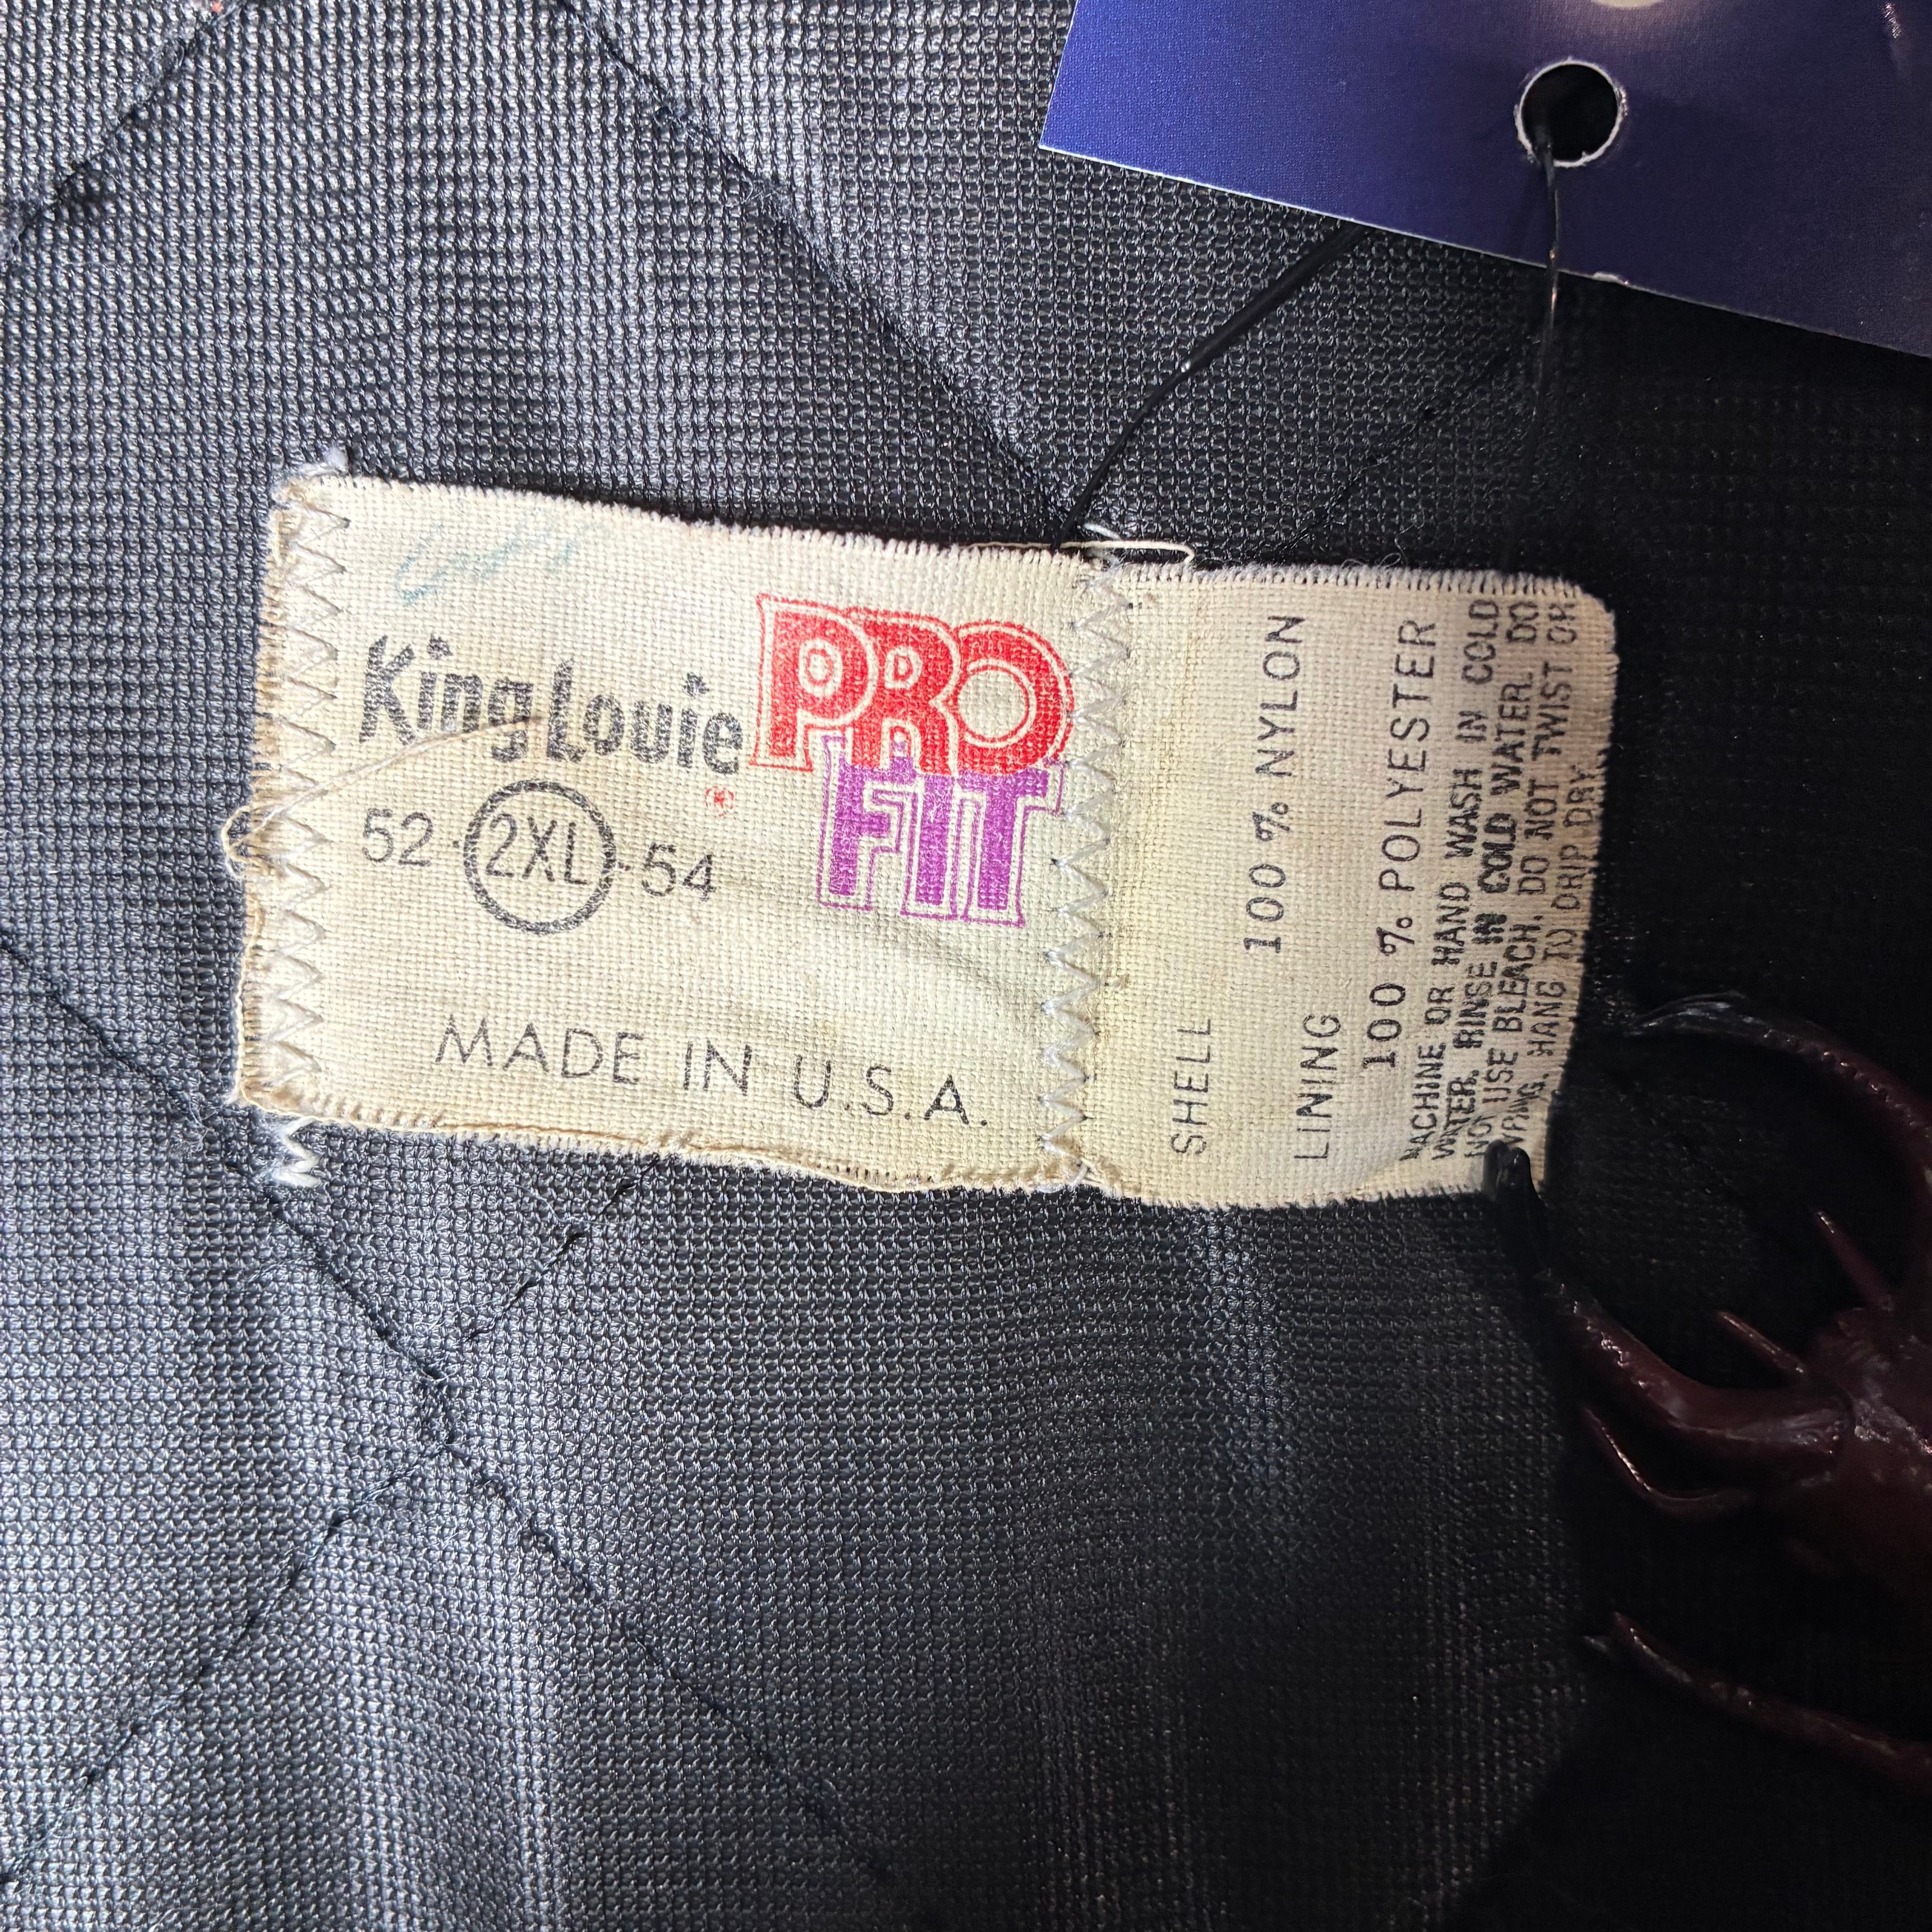 King Louie
PRO
FIT
52-2XL-54
MADE IN U.S.A.
SHELL 100 % NYLON
LINING
100 % POLYESTER
MACHINE OR HAND WASH IN COLD
WATER. RINSE IN COLD WATER. DO
NOT USE BLEACH. DO NOT TWIST OR
WRING. HANG TO DRIP DRY.